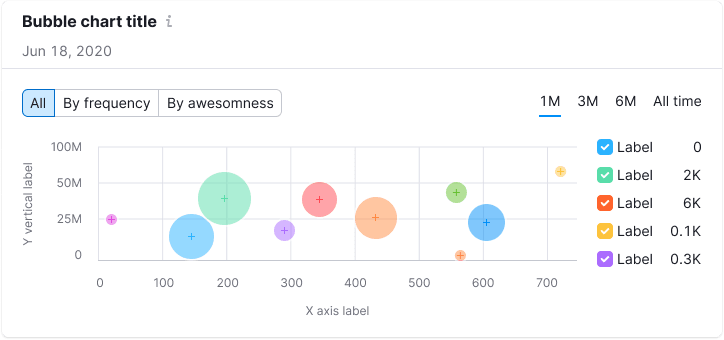 Bubble chart title
Jun 18, 2020
All By frequency By awesomness
1M 3M 6M All time
Y vertical label
100M
50M
25M
0
0 100 200 300 400 500 600 700
X axis label
Label 0
Label 2K
Label 6K
Label 0.1K
Label 0.3K